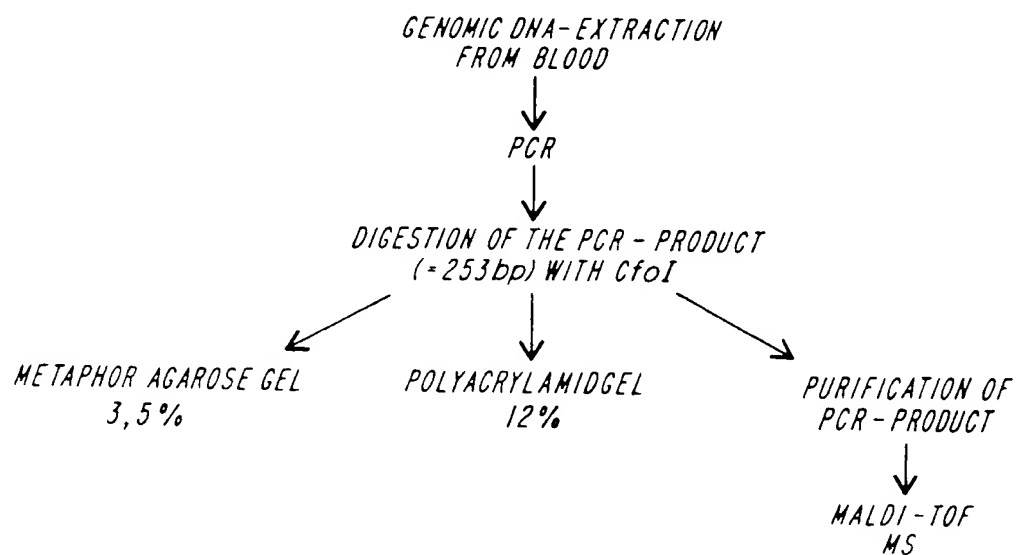 GENOMIC DNA-EXTRACTION
FROM BLOOD
PCR
DIGESTION OF THE PCR-PRODUCT
(=253bp) WITH CfoI
METAPHOR AGAROSE GEL
3,5%
POLYACRYLAMIDGEL
12%
PURIFICATION OF
PCR-PRODUCT
MALDI-TOF
MS